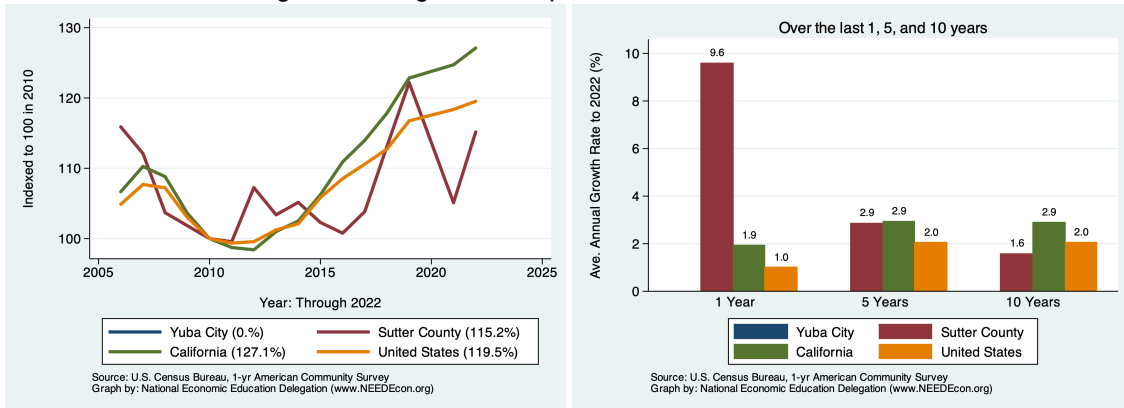 130
120
110
100
Indexed to 100 in 2010
2005
2010
2015
2020
2025
Year: Through 2022
Yuba City (0.%)
Sutter County (115.2%)
California (127.1%)
United States (119.5%)
Source: U.S. Census Bureau, 1-yr American Community Survey
Graph by: National Economic Education Delegation (www.NEEDEcon.org)
Over the last 1, 5, and 10 years
10
8
6
4
2
0
Ave. Annual Growth Rate to 2022 (%)
9.6
1.9
1.0
2.9
2.9
2.0
1.6
2.9
2.0
1 Year
5 Years
10 Years
Yuba City
Sutter County
California
United States
Source: U.S. Census Bureau, 1-yr American Community Survey
Graph by: National Economic Education Delegation (www.NEEDEcon.org)